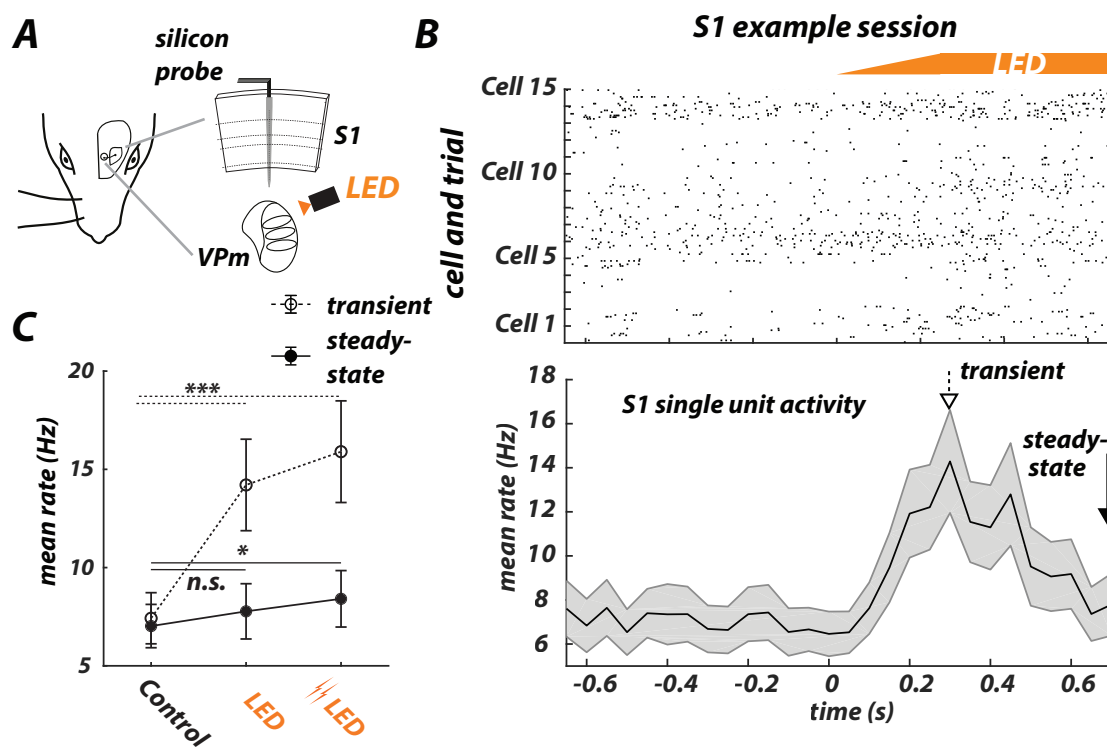 A
silicon
probe
S1
LED
VPm
B
S1 example session
LED
cell and trial
Cell 15
Cell 10
Cell 5
Cell 1
C
transient
steady-
state
mean rate (Hz)
20
15
10
5
***
*
n.s.
Control
LED
LED
S1 single unit activity
transient
steady-
state
mean rate (Hz)
18
16
14
12
10
8
6
-0.6 -0.4 -0.2 0 0.2 0.4 0.6
time (s)